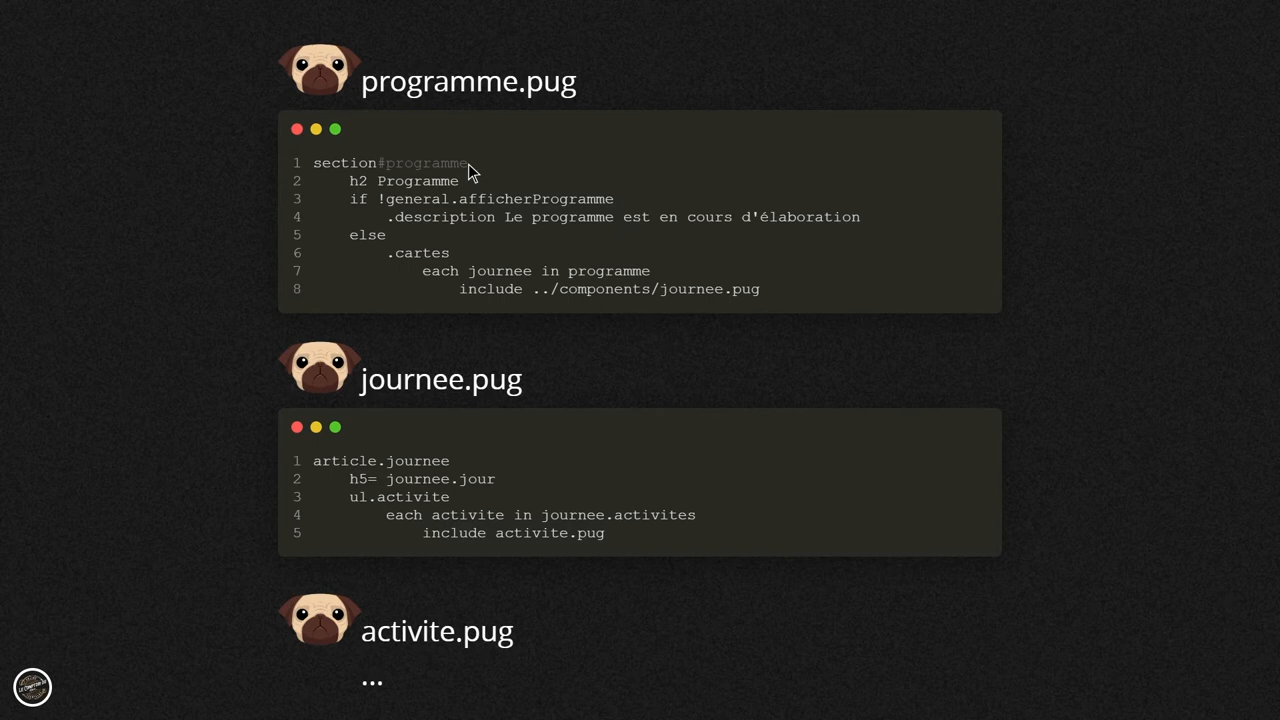 programme.pug
1 section#programme
2 h2 Programme
3 if !general.afficherProgramme
4 .description Le programme est en cours d'élaboration
5 else
6 .cartes
7 each journee in programme
8 include ../components/journee.pug
journee.pug
1 article.journee
2 h5= journee.jour
3 ul.activite
4 each activite in journee.activites
5 include activite.pug
activite.pug
...